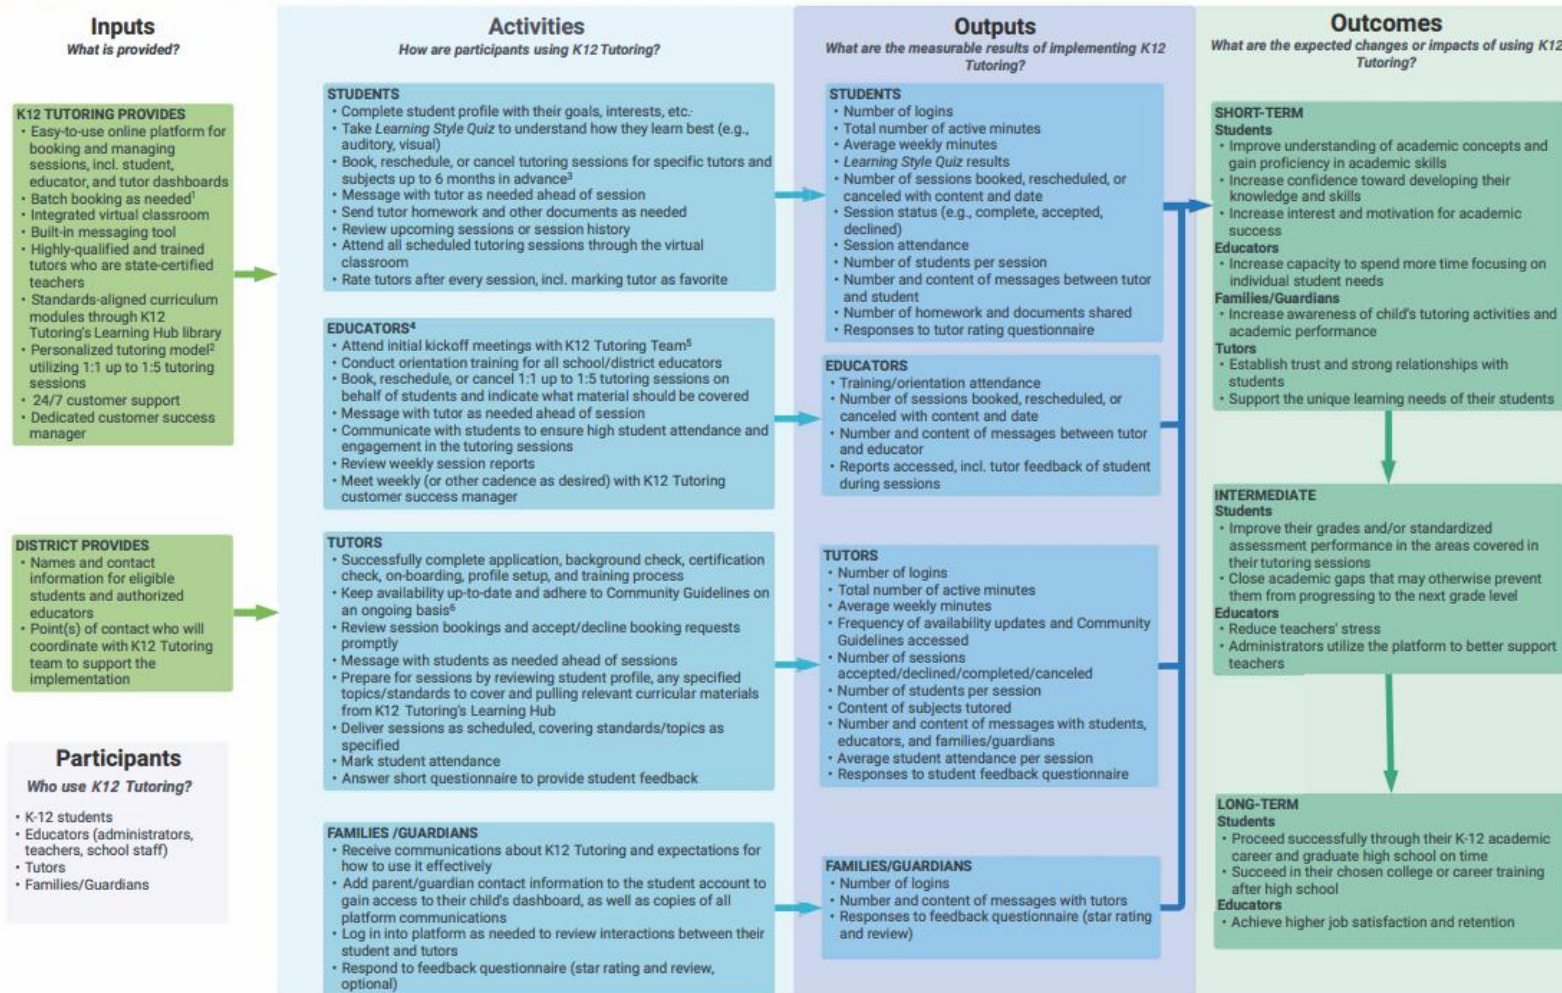 Inputs
What is provided?
K12 TUTORING PROVIDES
• Easy-to-use online platform for
booking and managing
sessions, incl. student,
educator, and tutor dashboards
• Batch booking as needed¹
• Integrated virtual classroom
• Built-in messaging tool
• Highly-qualified and trained
tutors who are state-certified
teachers
• Standards-aligned curriculum
modules through K12
Tutoring's Learning Hub library
• Personalized tutoring model²
utilizing 1:1 up to 1:5 tutoring
sessions
• 24/7 customer support
• Dedicated customer success
manager
DISTRICT PROVIDES
• Names and contact
information for eligible
students and authorized
educators
• Point(s) of contact who will
coordinate with K12 Tutoring
team to support the
implementation
Participants
Who use K12 Tutoring?
• K-12 students
• Educators (administrators,
teachers, school staff)
• Tutors
• Families/Guardians
Activities
How are participants using K12 Tutoring?
STUDENTS
• Complete student profile with their goals, interests, etc.
• Take Learning Style Quiz to understand how they learn best (e.g.,
auditory, visual)
• Book, reschedule, or cancel tutoring sessions for specific tutors and
subjects up to 6 months in advance³
• Message with tutor as needed ahead of session
• Send tutor homework and other documents as needed
• Review upcoming sessions or session history
• Attend all scheduled tutoring sessions through the virtual
classroom
• Rate tutors after every session, incl. marking tutor as favorite
EDUCATORS⁴
• Attend initial kickoff meetings with K12 Tutoring Team⁵
• Conduct orientation training for all school/district educators
• Book, reschedule, or cancel 1:1 up to 1:5 tutoring sessions on
behalf of students and indicate what material should be covered
• Message with tutor as needed ahead of session
• Communicate with students to ensure high student attendance and
engagement in the tutoring sessions
• Review weekly session reports
• Meet weekly (or other cadence as desired) with K12 Tutoring
customer success manager
TUTORS
• Successfully complete application, background check, certification
check, on-boarding, profile setup, and training process
• Keep availability up-to-date and adhere to Community Guidelines on
an ongoing basis⁶
• Review session bookings and accept/decline booking requests
promptly
• Message with students as needed ahead of sessions
• Prepare for sessions by reviewing student profile, any specified
topics/standards to cover and pulling relevant curricular materials
from K12 Tutoring's Learning Hub
• Deliver sessions as scheduled, covering standards/topics as
specified
• Mark student attendance
• Answer short questionnaire to provide student feedback
FAMILIES /GUARDIANS
• Receive communications about K12 Tutoring and expectations for
how to use it effectively
• Add parent/guardian contact information to the student account to
gain access to their child's dashboard, as well as copies of all
platform communications
• Log in into platform as needed to review interactions between their
student and tutors
• Respond to feedback questionnaire (star rating and review,
optional)
Outputs
What are the measurable results of implementing K12
Tutoring?
STUDENTS
• Number of logins
• Total number of active minutes
• Average weekly minutes
• Learning Style Quiz results
• Number of sessions booked, rescheduled, or
canceled with content and date
• Session status (e.g., complete, accepted,
declined)
• Session attendance
• Number of students per session
• Number and content of messages between tutor
and student
• Number of homework and documents shared
• Responses to tutor rating questionnaire
EDUCATORS
• Training/orientation attendance
• Number of sessions booked, rescheduled, or
canceled with content and date
• Number and content of messages between tutor
and educator
• Reports accessed, incl. tutor feedback of student
during sessions
TUTORS
• Number of logins
• Total number of active minutes
• Average weekly minutes
• Frequency of availability updates and Community
Guidelines accessed
• Number of sessions
accepted/declined/completed/canceled
• Number of students per session
• Content of subjects tutored
• Number and content of messages with students,
educators, and families/guardians
• Average student attendance per session
• Responses to student feedback questionnaire
FAMILIES/GUARDIANS
• Number of logins
• Number and content of messages with tutors
• Responses to feedback questionnaire (star rating
and review)
Outcomes
What are the expected changes or impacts of using K12
Tutoring?
SHORT-TERM
Students
• Improve understanding of academic concepts and
gain proficiency in academic skills
• Increase confidence toward developing their
knowledge and skills
• Increase interest and motivation for academic
success
Educators
• Increase capacity to spend more time focusing on
individual student needs
Families/Guardians
• Increase awareness of child's tutoring activities and
academic performance
Tutors
• Establish trust and strong relationships with
students
• Support the unique learning needs of their students
INTERMEDIATE
Students
• Improve their grades and/or standardized
assessment performance in the areas covered in
their tutoring sessions
• Close academic gaps that may otherwise prevent
them from progressing to the next grade level
Educators
• Reduce teachers' stress
• Administrators utilize the platform to better support
teachers
LONG-TERM
Students
• Proceed successfully through their K-12 academic
career and graduate high school on time
• Succeed in their chosen college or career training
after high school
Educators
• Achieve higher job satisfaction and retention